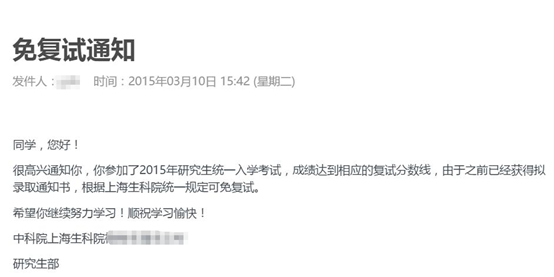 免复试通知
发件人： 时间：2015年03月10日 15:42 (星期二)
同学，您好！
很高兴通知你，你参加了2015年研究生统一入学考试，成绩达到相应的复试分数线，由于之前已经获得拟
录取通知书，根据上海生科院统一规定可免复试。
希望你继续努力学习！顺祝学习愉快！
中科院上海生科院
研究生部